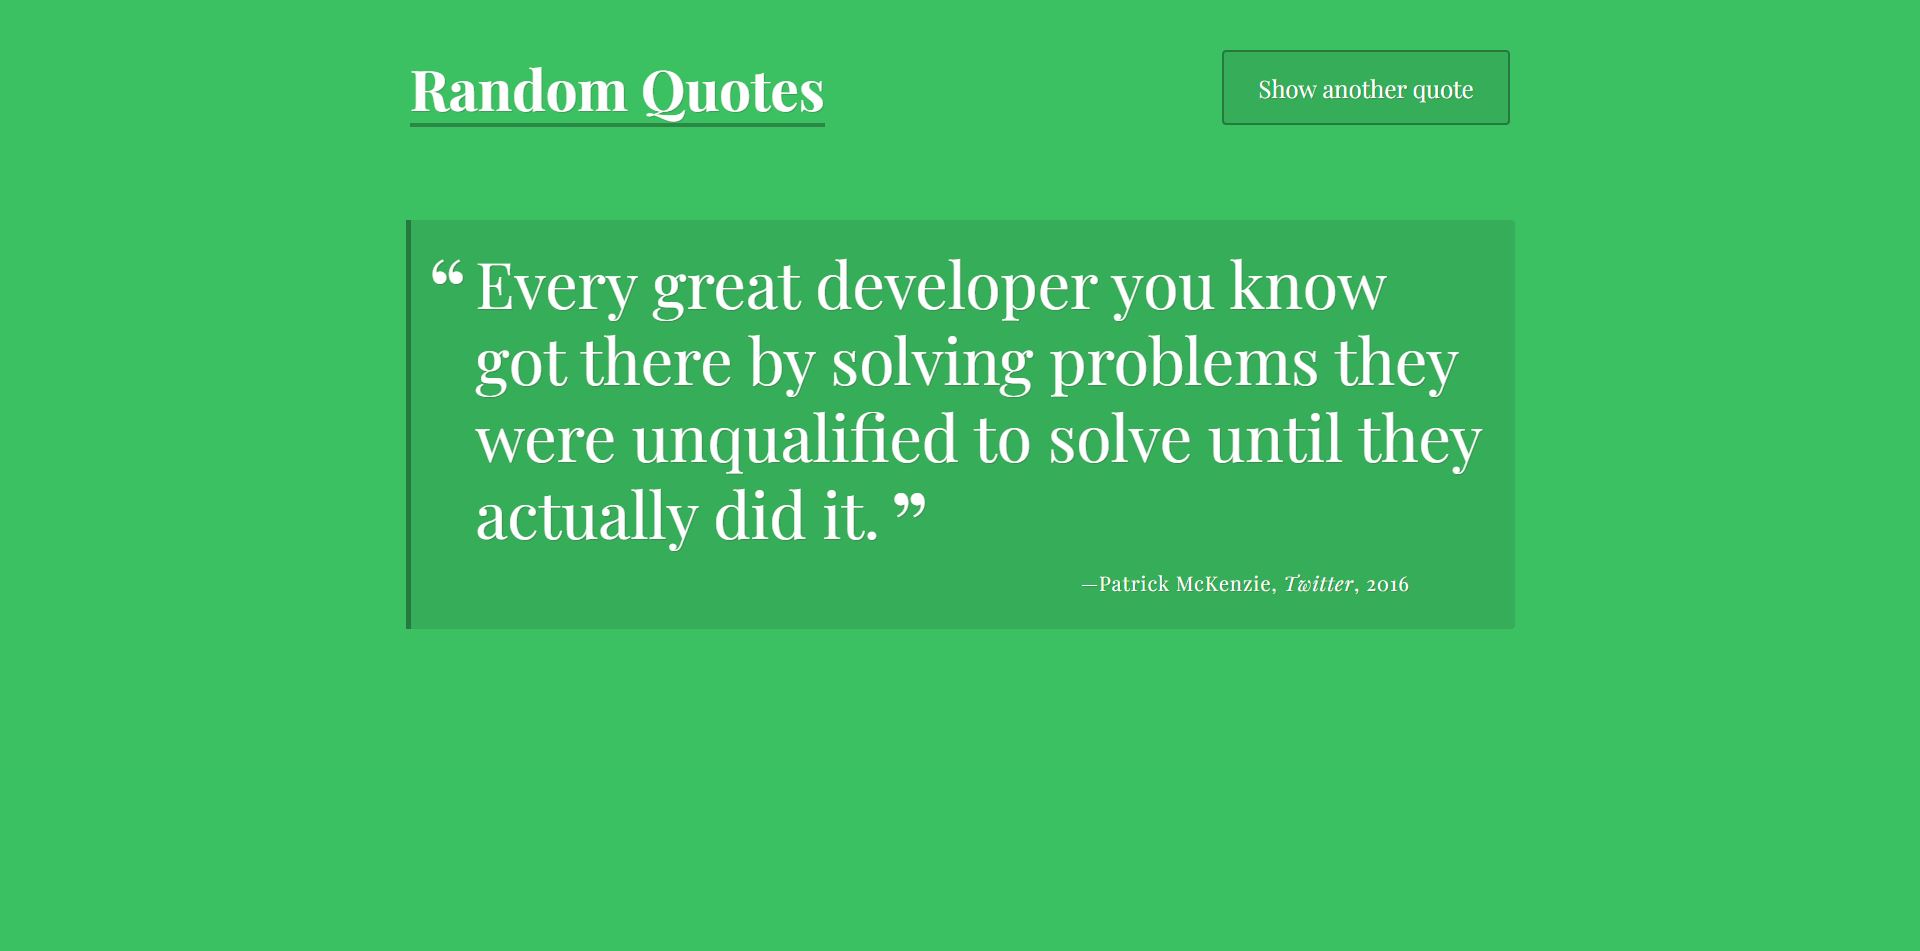 Random Quotes
Show another quote
“Every great developer you know
got there by solving problems they
were unqualified to solve until they
actually did it.”
—Patrick McKenzie, Twitter, 2016